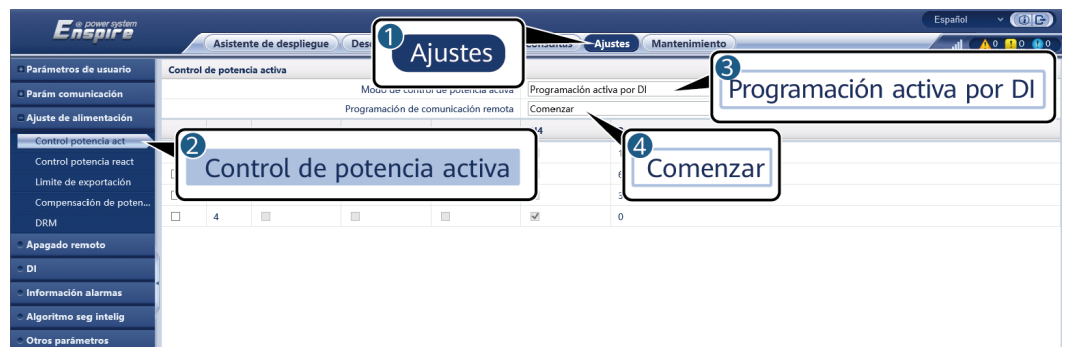 e power system
Enspire
Español
Asistente de despliegue
Ajustes
Mantenimiento
0 0 0
1
Ajustes
Parámetros de usuario
Parám comunicación
Ajuste de alimentación
Control potencia act
Control potencia react
Limite de exportación
Compensación de poten...
DRM
Apagado remoto
DI
Información alarmas
Algoritmo seg intelig
Otros parámetros
Control de potencia activa
Modo de control de potencia activa
Programación activa por DI
Programación de comunicación remota
Comenzar
3
Programación activa por DI
2
Control de potencia activa
4
Comenzar
4
0